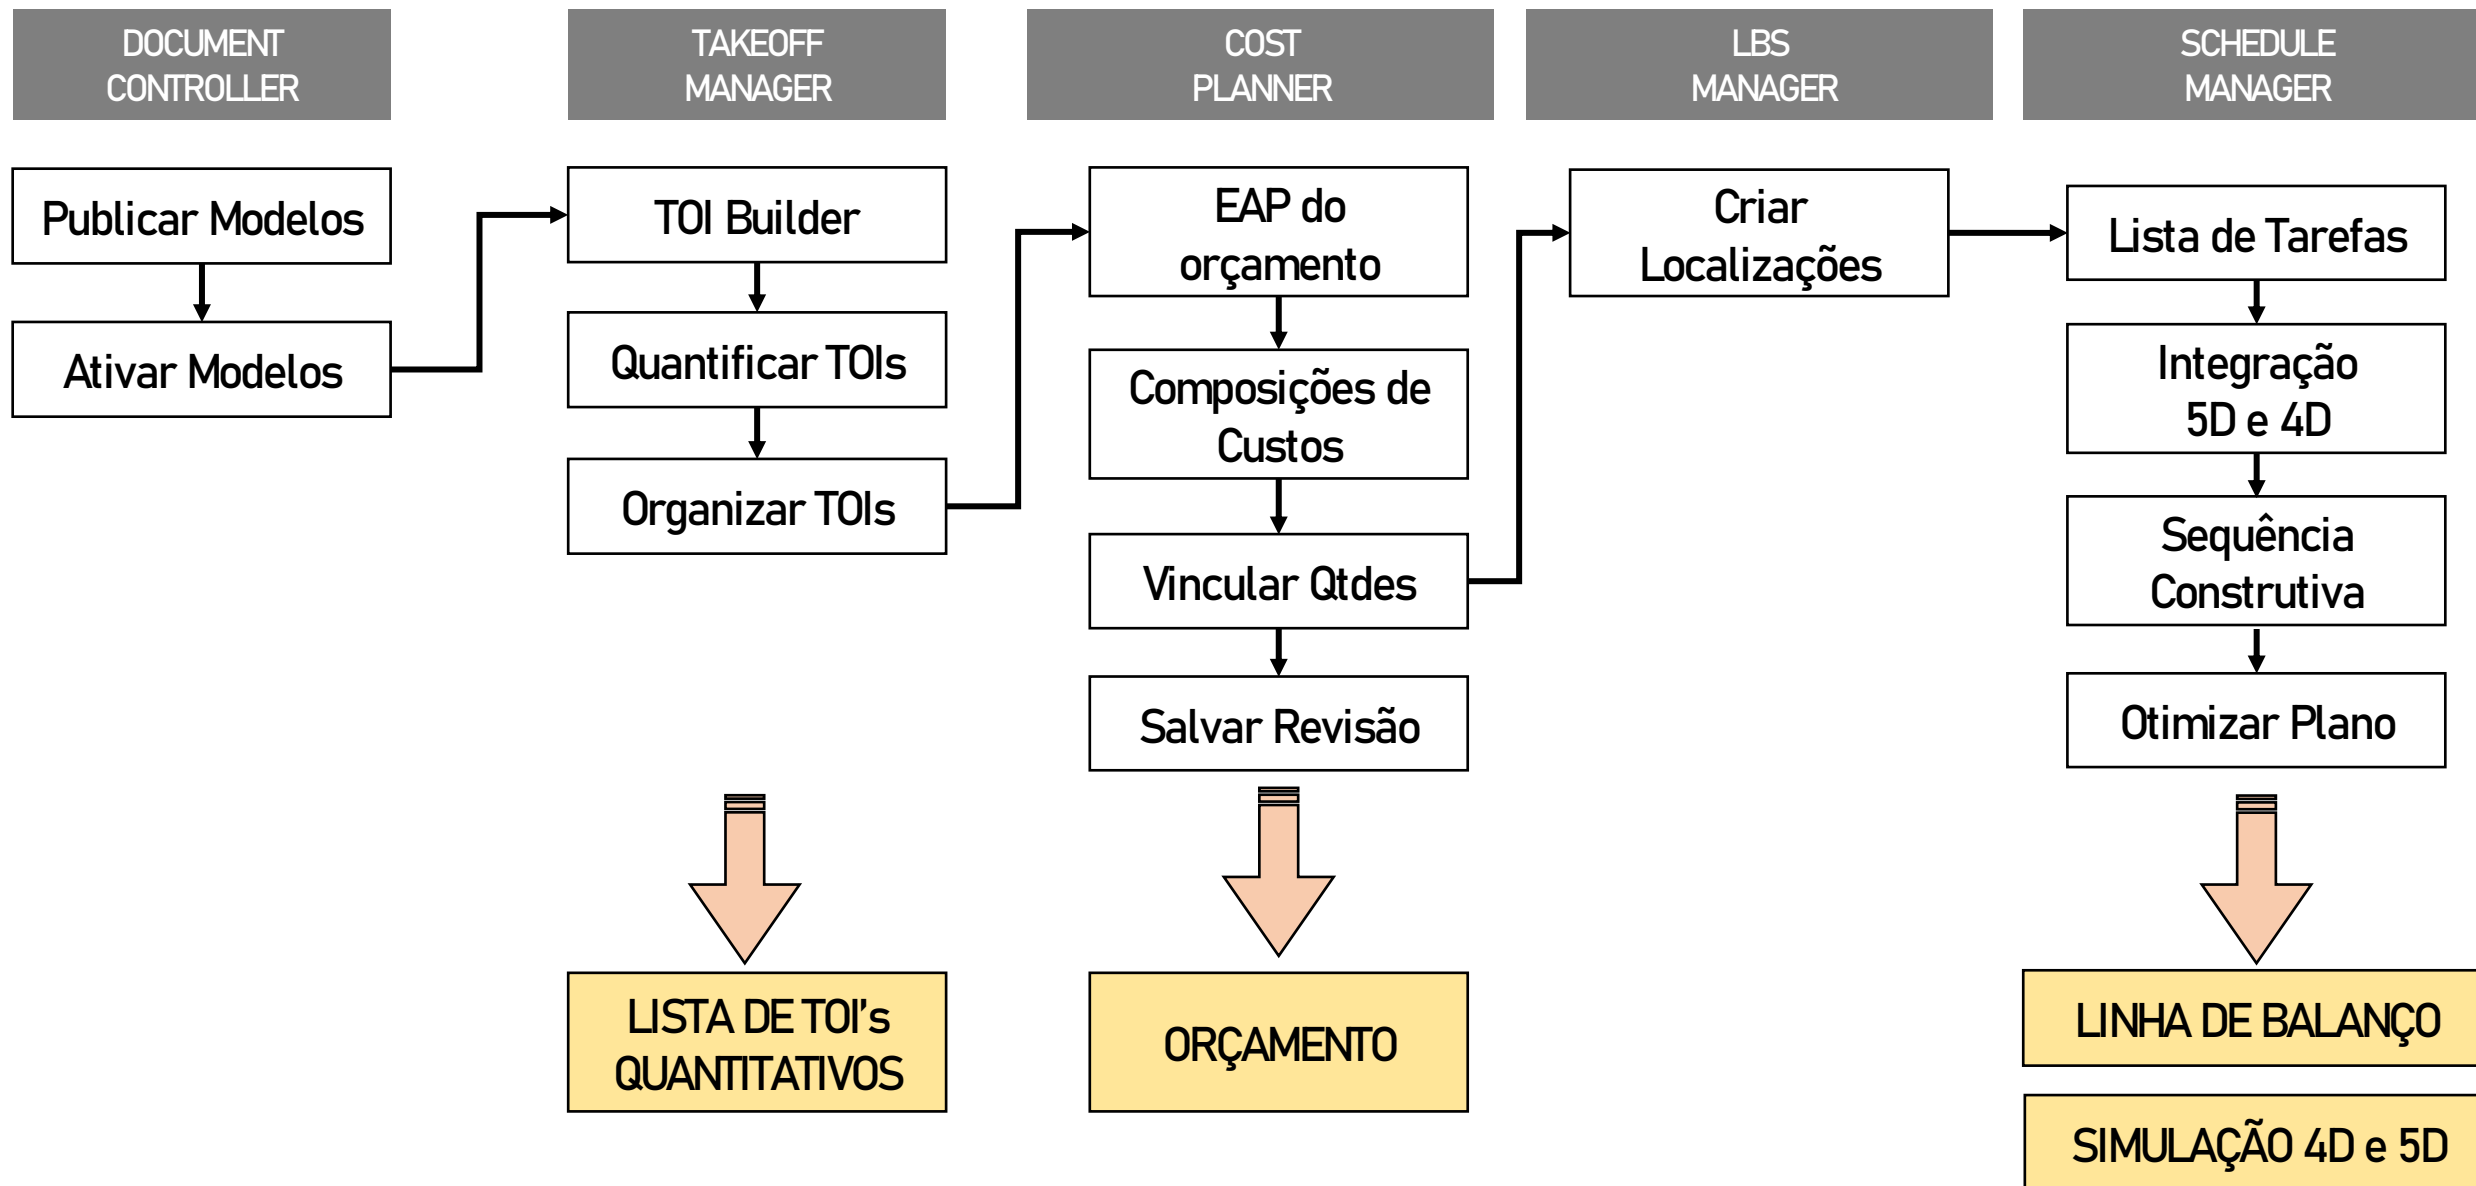 DOCUMENT
CONTROLLER
TAKEOFF
MANAGER
COST
PLANNER
LBS
MANAGER
SCHEDULE
MANAGER
Publicar Modelos
Ativar Modelos
TOI Builder
Quantificar TOIs
Organizar TOIs
EAP do
orçamento
Composições de
Custos
Vincular Qtdes
Salvar Revisão
Criar
Localizações
Lista de Tarefas
Integração
5D e 4D
Sequência
Construtiva
Otimizar Plano
LISTA DE TOI's
QUANTITATIVOS
ORÇAMENTO
LINHA DE BALANÇO
SIMULAÇÃO 4D e 5D